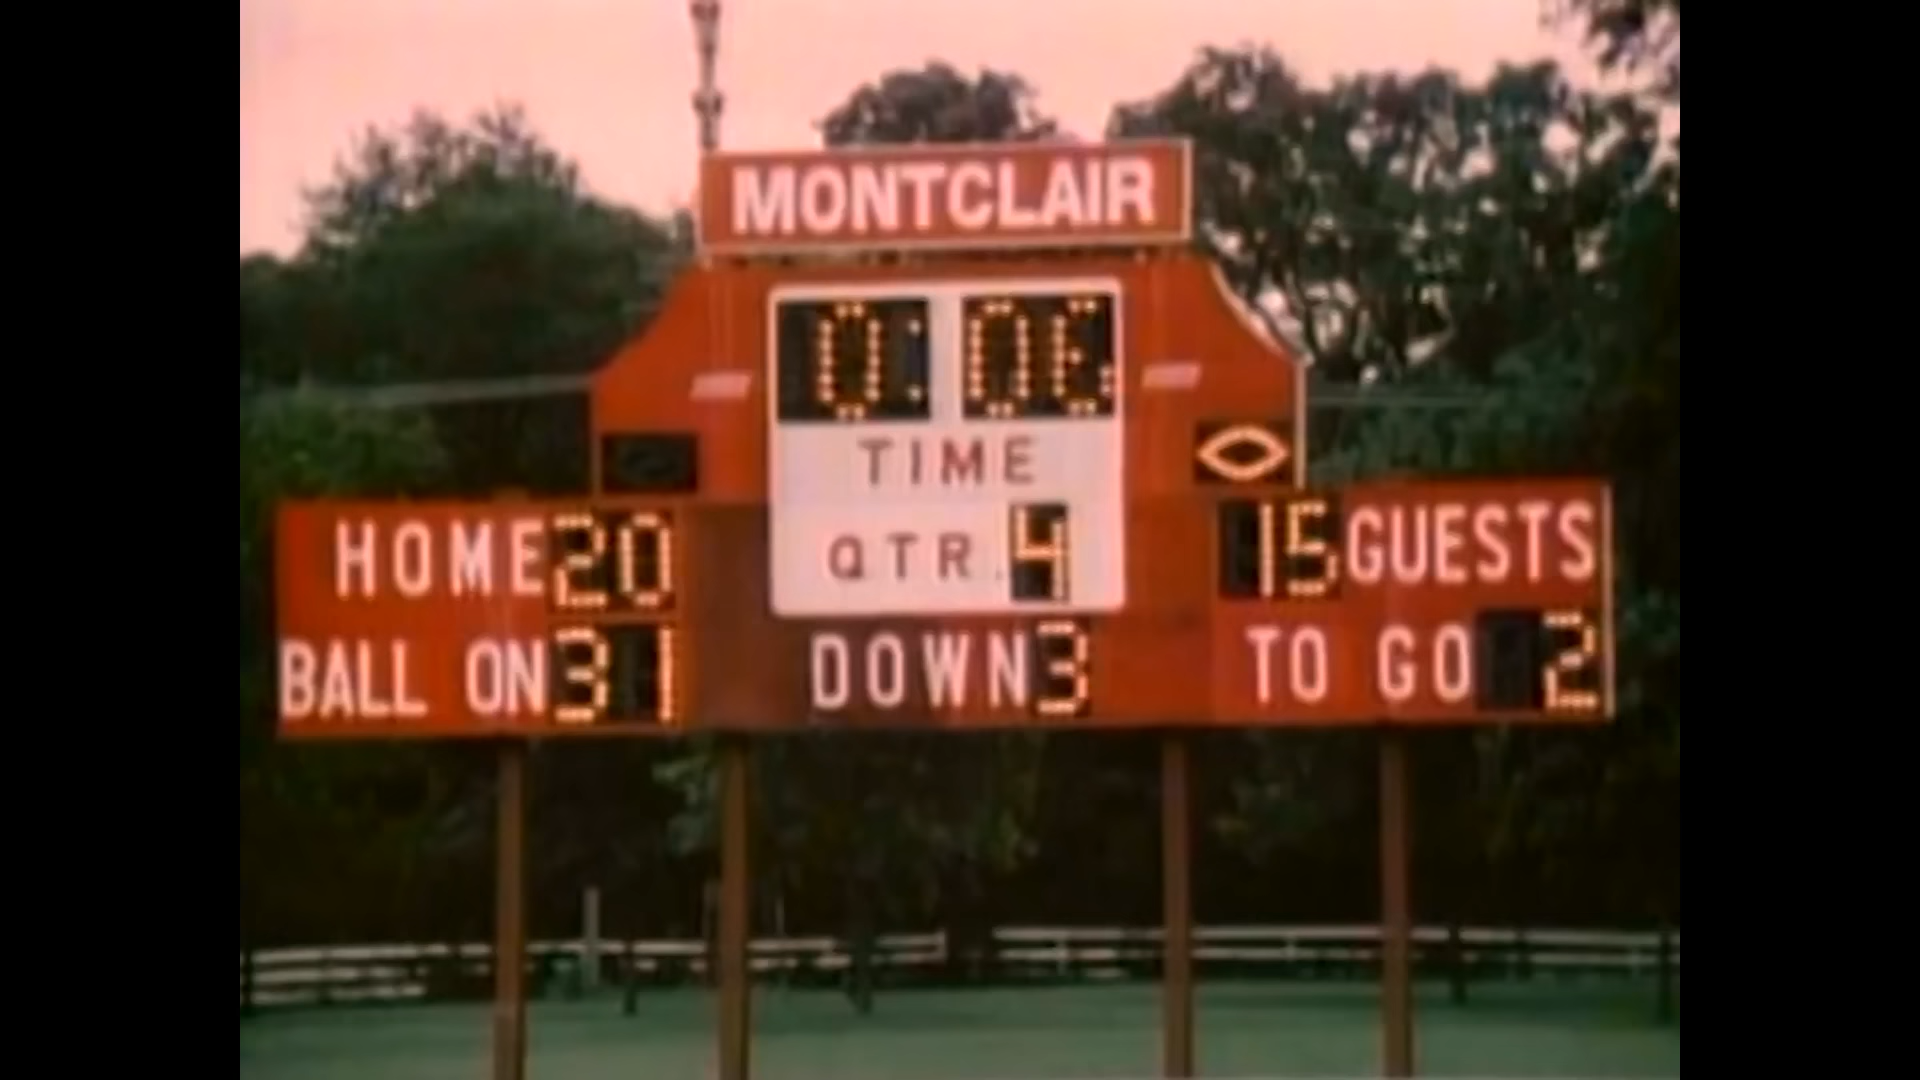 MONTCLAIR
0:06
TIME
QTR. 4
HOME 20
15 GUESTS
BALL ON 31
DOWN 3
TO GO 2